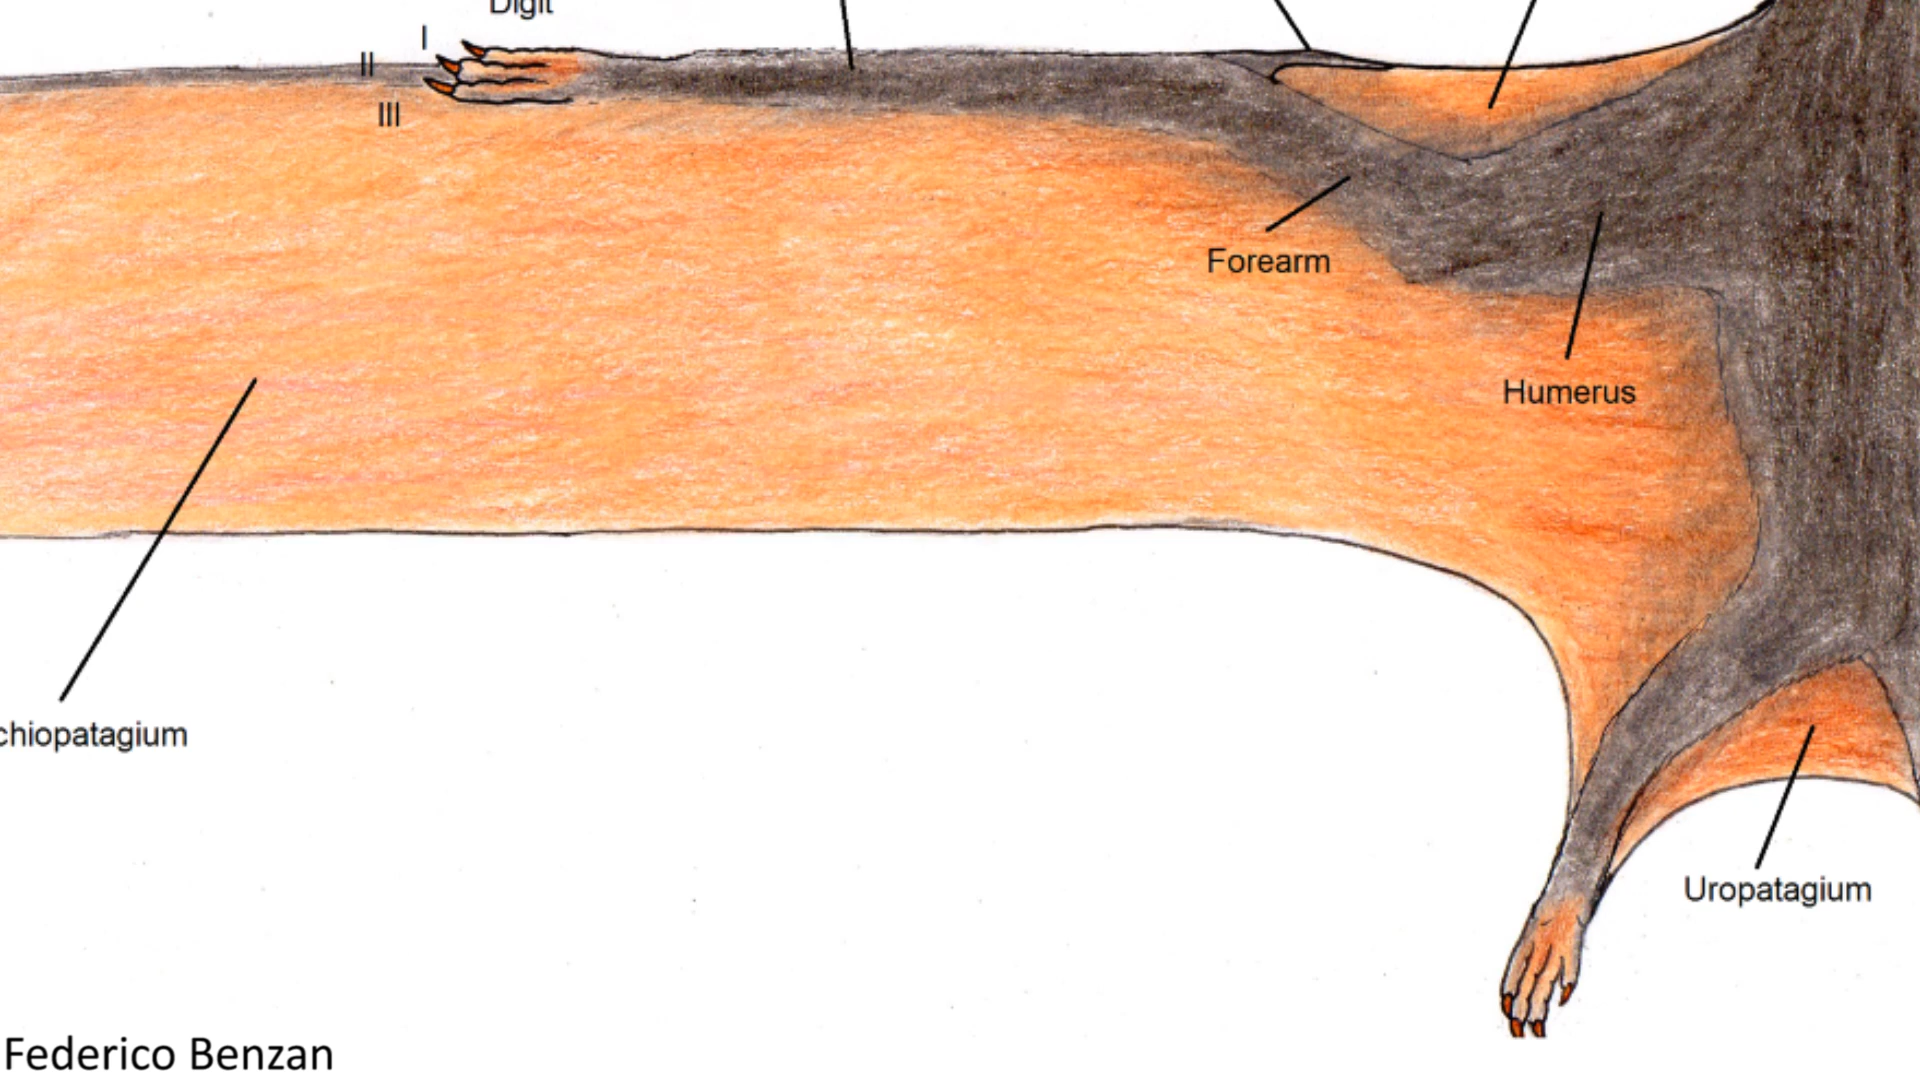 Digit
I
II
III
Forearm
Humerus
chiopatagium
Uropatagium
Federico Benzan